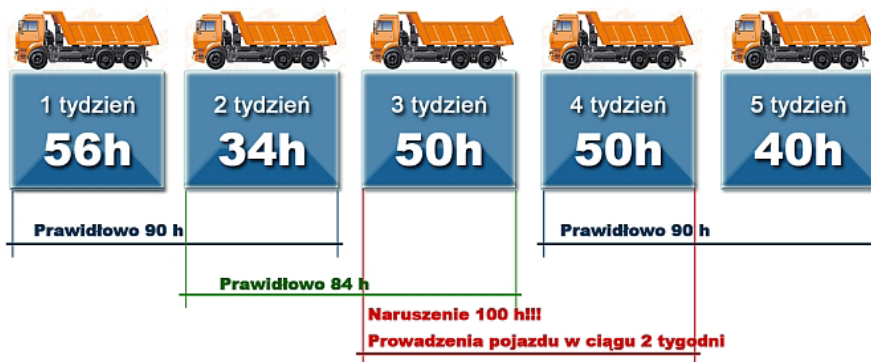 1 tydzień
56h
2 tydzień
34h
3 tydzień
50h
4 tydzień
50h
5 tydzień
40h
Prawidłowo 90 h
Prawidłowo 90 h
Prawidłowo 84 h
Naruszenie 100 h!!!
Prowadzenia pojazdu w ciągu 2 tygodni